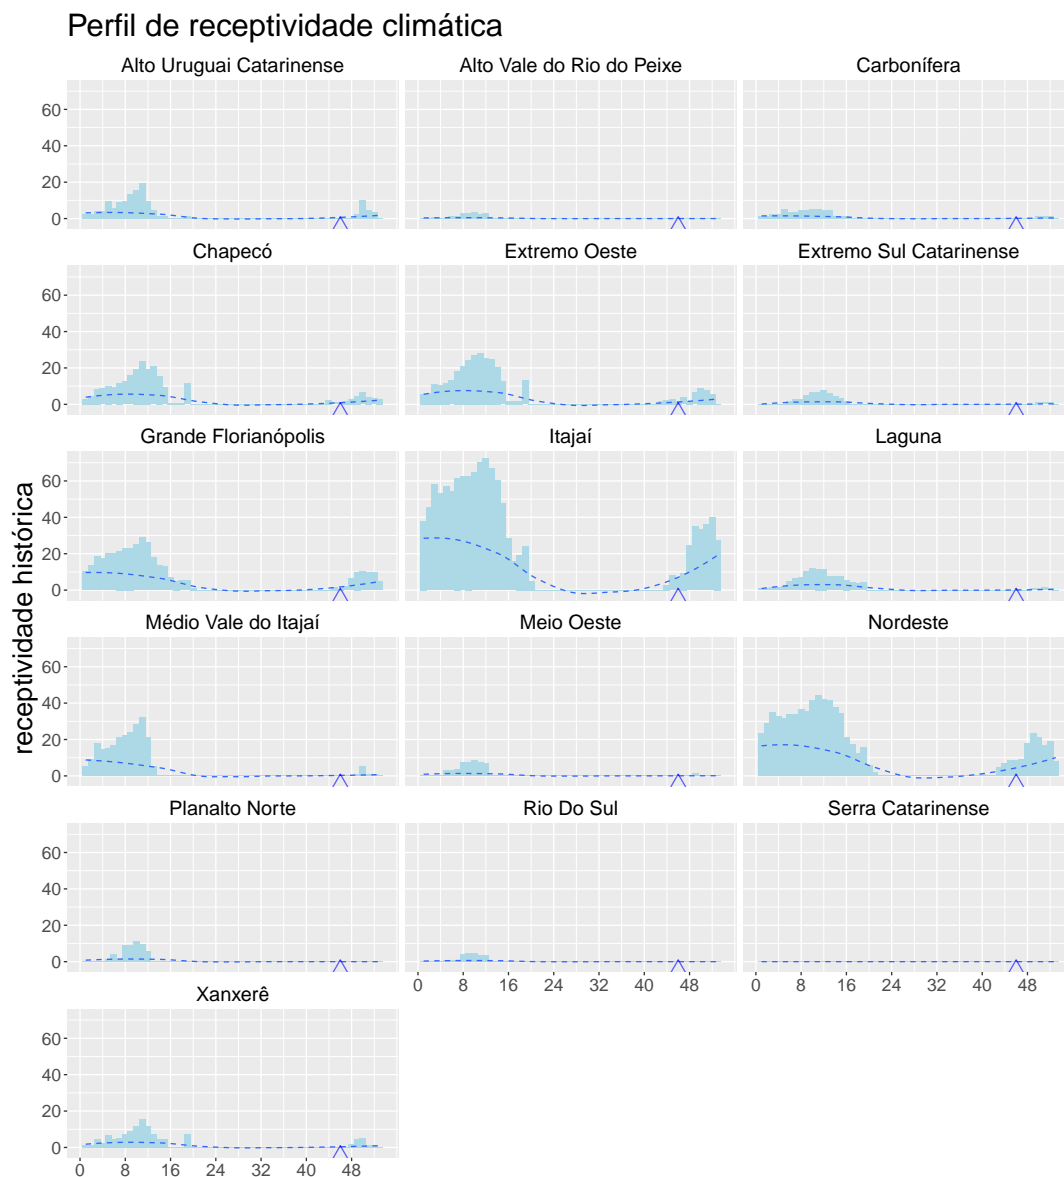 Perfil de receptividade climática
Alto Uruguai Catarinense Alto Vale do Rio do Peixe Carbonífera
60
40
20
0
Chapecó Extremo Oeste Extremo Sul Catarinense
60
40
20
0
Grande Florianópolis Itajaí Laguna
60
40
20
0
receptividade histórica
Médio Vale do Itajaí Meio Oeste Nordeste
60
40
20
0
Planalto Norte Rio Do Sul Serra Catarinense
60
40
20
0
0 8 16 24 32 40 48 0 8 16 24 32 40 48
Xanxerê
60
40
20
0
0 8 16 24 32 40 48